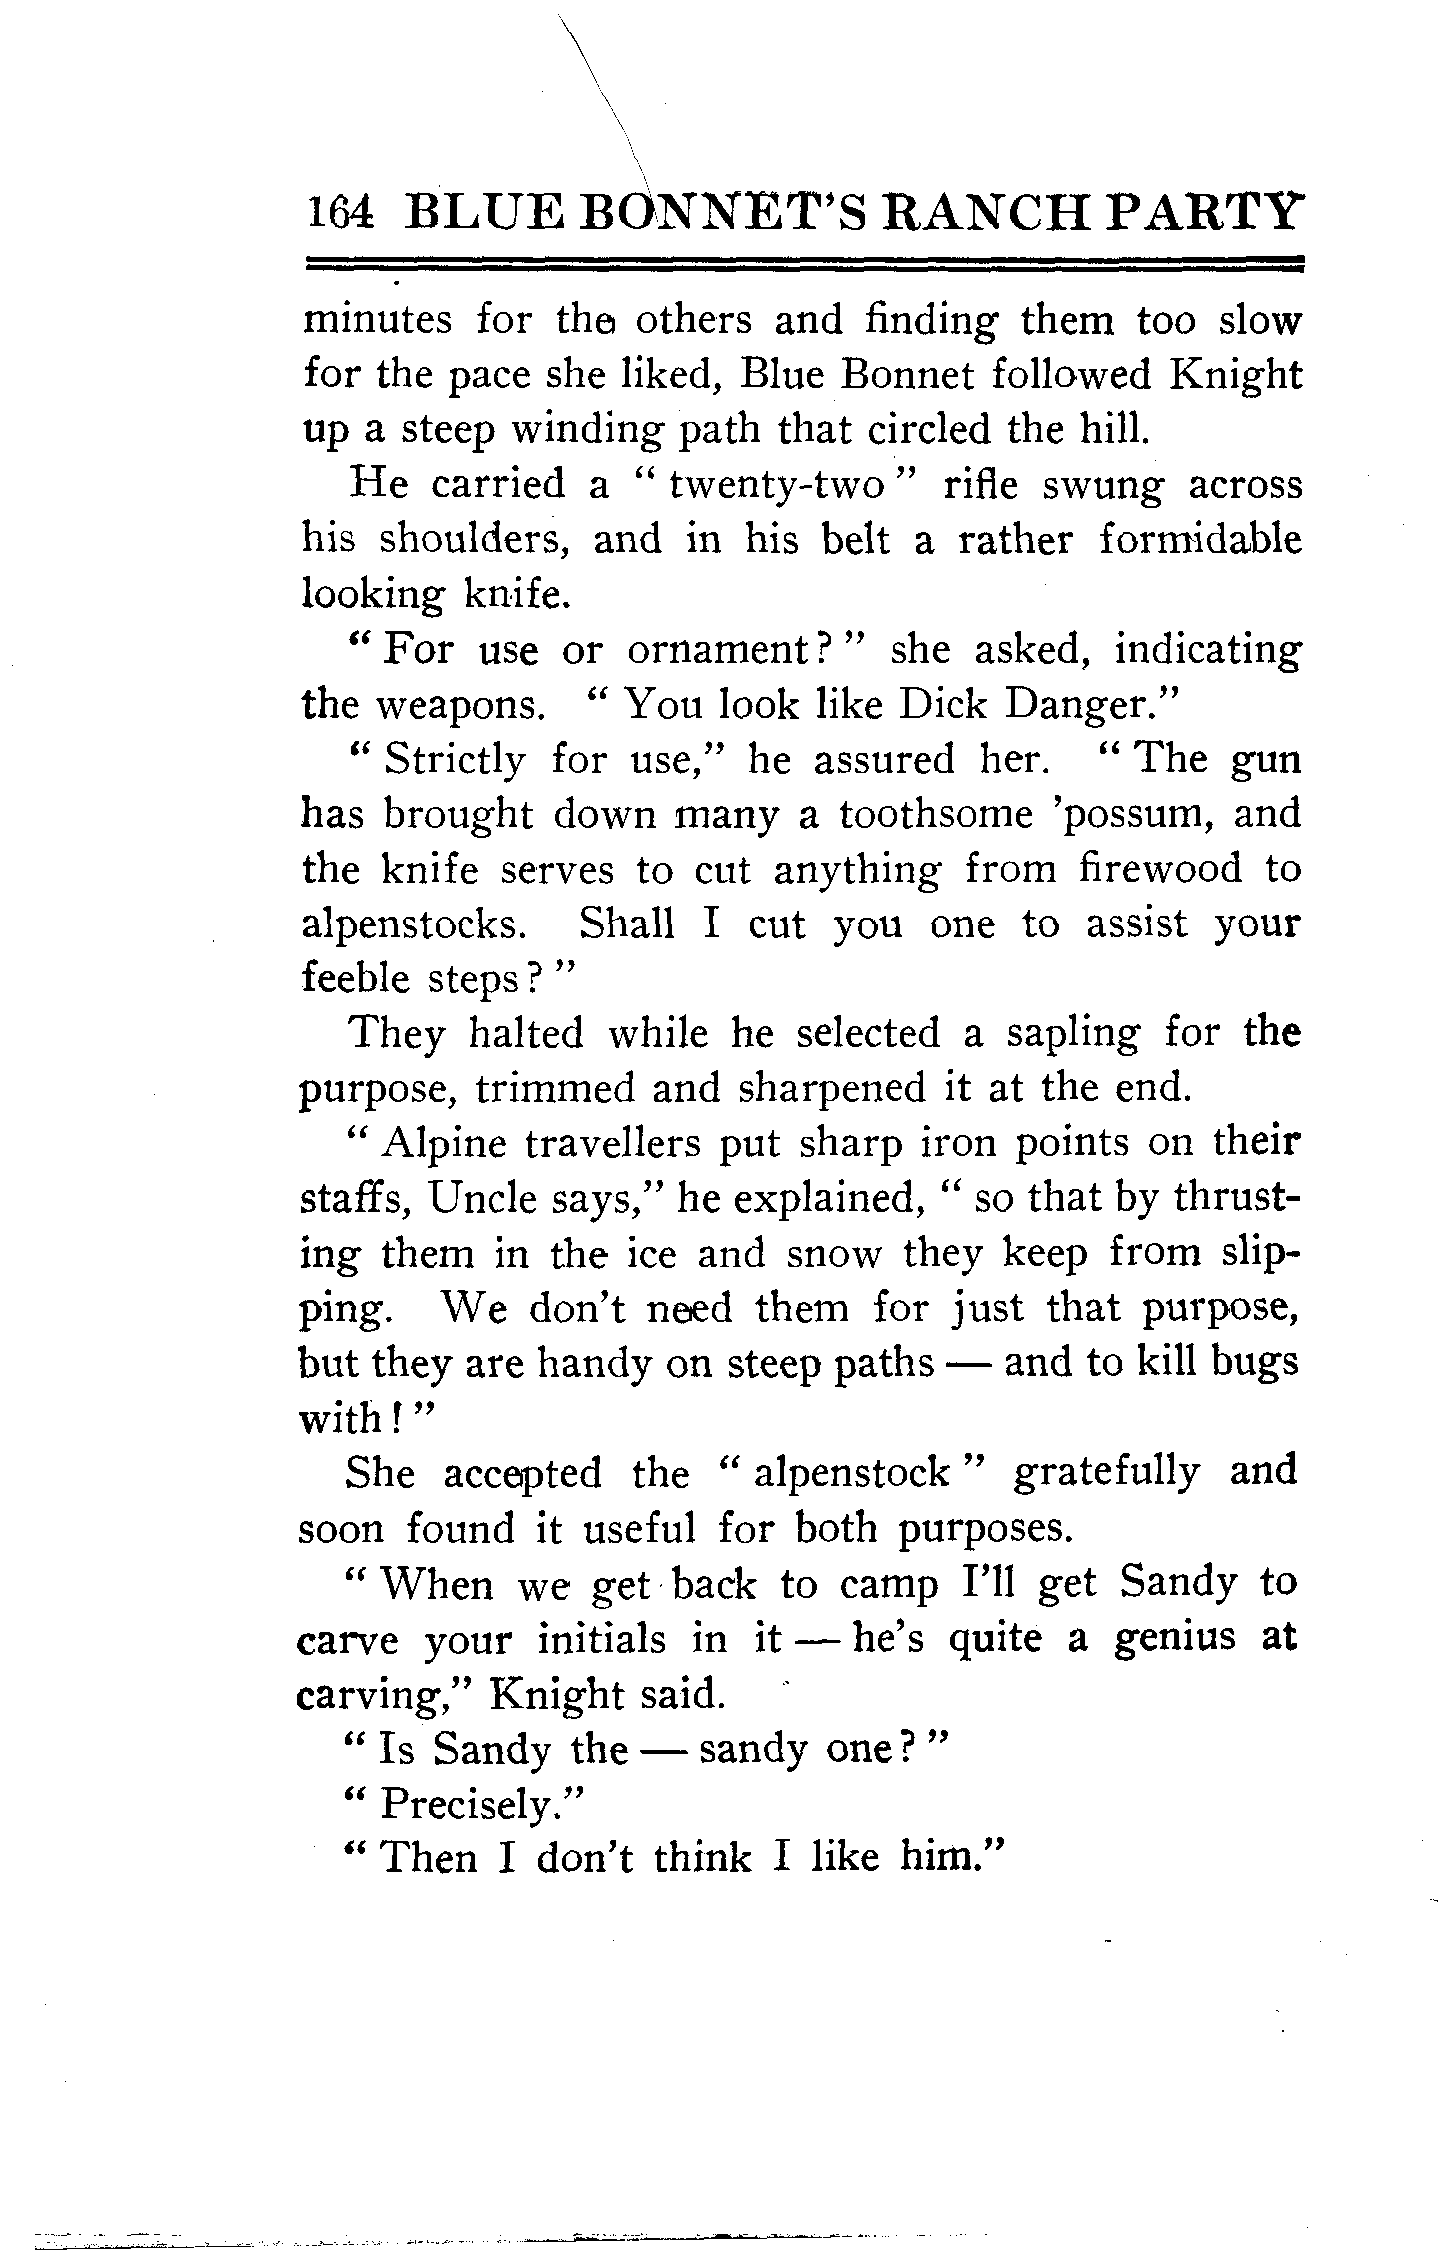 164 BLUE BONNET'S RANCH PARTY
minutes for the others and finding them too slow
for the pace she liked, Blue Bonnet followed Knight
up a steep winding path that circled the hill.
He carried a " twenty-two " rifle swung across
his shoulders, and in his belt a rather formidable
looking knife.
" For use or ornament? " she asked, indicating
the weapons. " You look like Dick Danger."
" Strictly for use," he assured her. " The gun
has brought down many a toothsome 'possum, and
the knife serves to cut anything from firewood to
alpenstocks. Shall I cut you one to assist your
feeble steps? "
They halted while he selected a sapling for the
purpose, trimmed and sharpened it at the end.
" Alpine travellers put sharp iron points on their
staffs, Uncle says," he explained, " so that by thrust-
ing them in the ice and snow they keep from slip-
ping. We don't need them for just that purpose,
but they are handy on steep paths — and to kill bugs
with! "
She accepted the " alpenstock " gratefully and
soon found it useful for both purposes.
" When we get back to camp I'll get Sandy to
carve your initials in it — he's quite a genius at
carving," Knight said.
" Is Sandy the — sandy one? "
" Precisely."
" Then I don't think I like him."